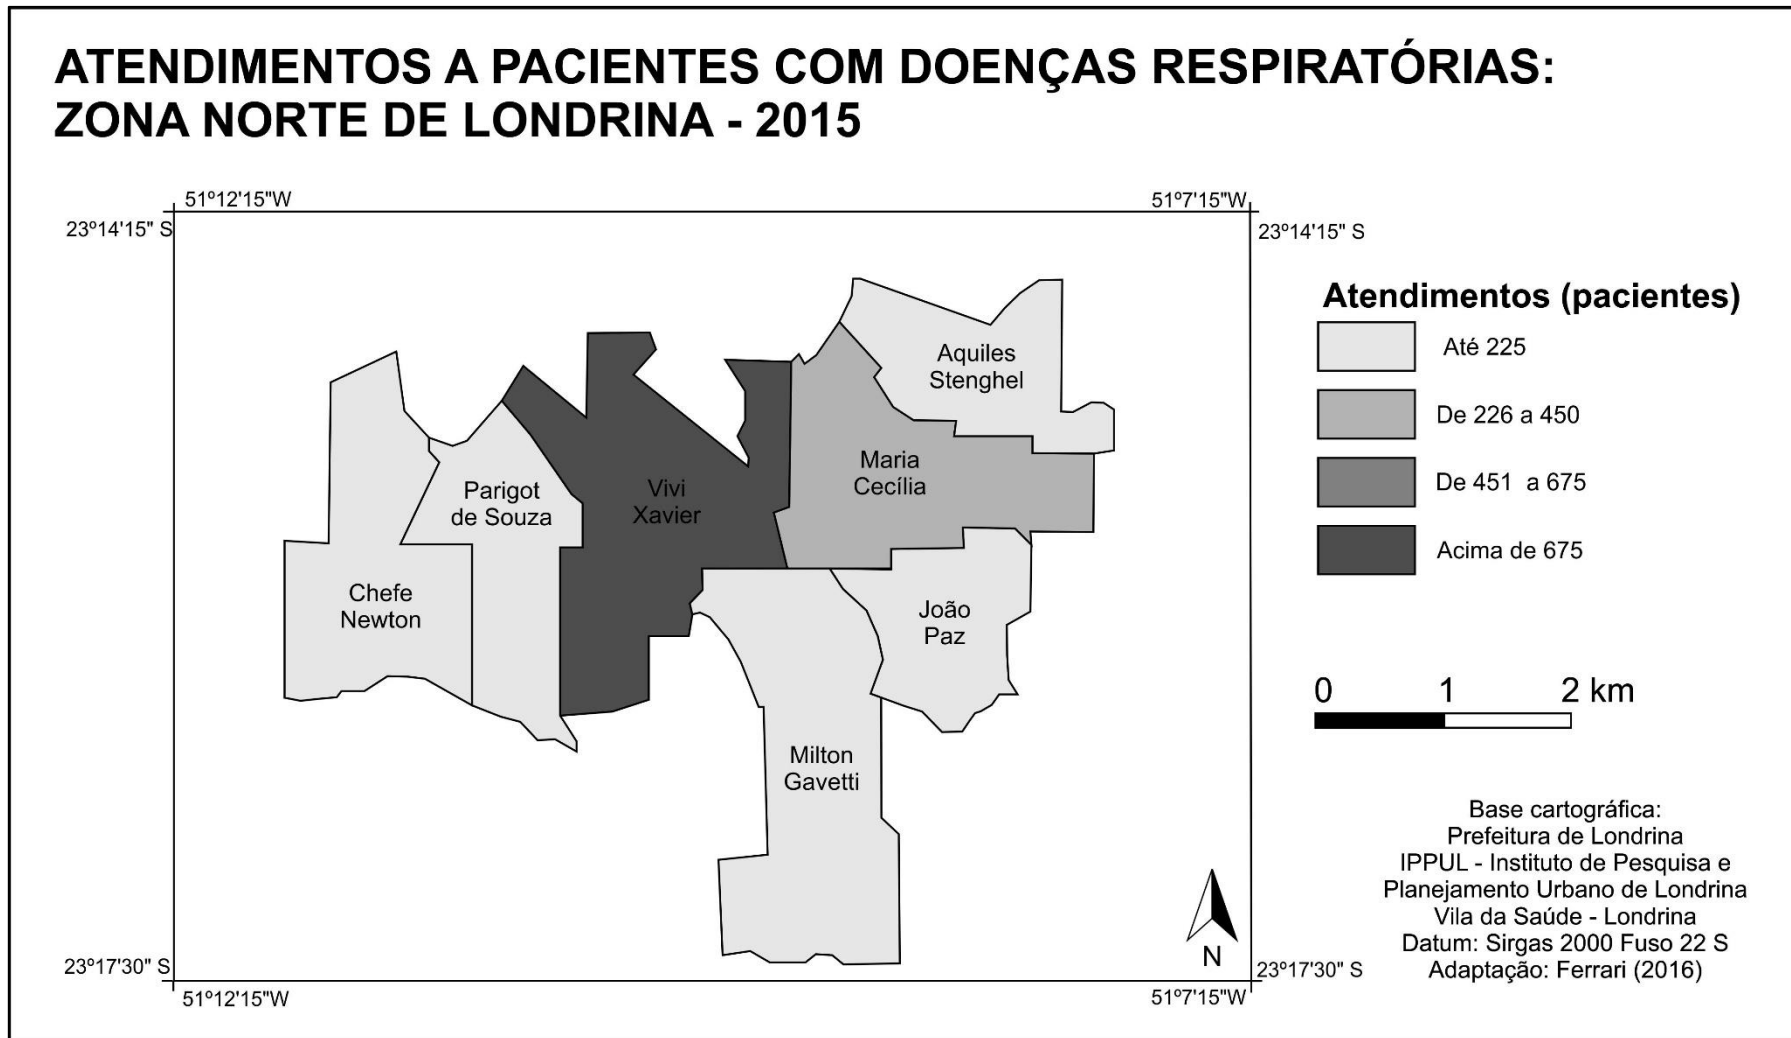 ATENDIMENTOS A PACIENTES COM DOENÇAS RESPIRATÓRIAS:
ZONA NORTE DE LONDRINA - 2015
51º12'15"W
51º7'15"W
23º14'15" S
23º14'15" S
Aquiles
Stenghel
Maria
Cecília
Parigot
de Souza
Vivi
Xavier
Chefe
Newton
João
Paz
Milton
Gavetti
N
23º17'30" S
23º17'30" S
51º12'15"W
51º7'15"W
Atendimentos (pacientes)
Até 225
De 226 a 450
De 451 a 675
Acima de 675
0 1 2 km
Base cartográfica:
Prefeitura de Londrina
IPPUL - Instituto de Pesquisa e
Planejamento Urbano de Londrina
Vila da Saúde - Londrina
Datum: Sirgas 2000 Fuso 22 S
Adaptação: Ferrari (2016)